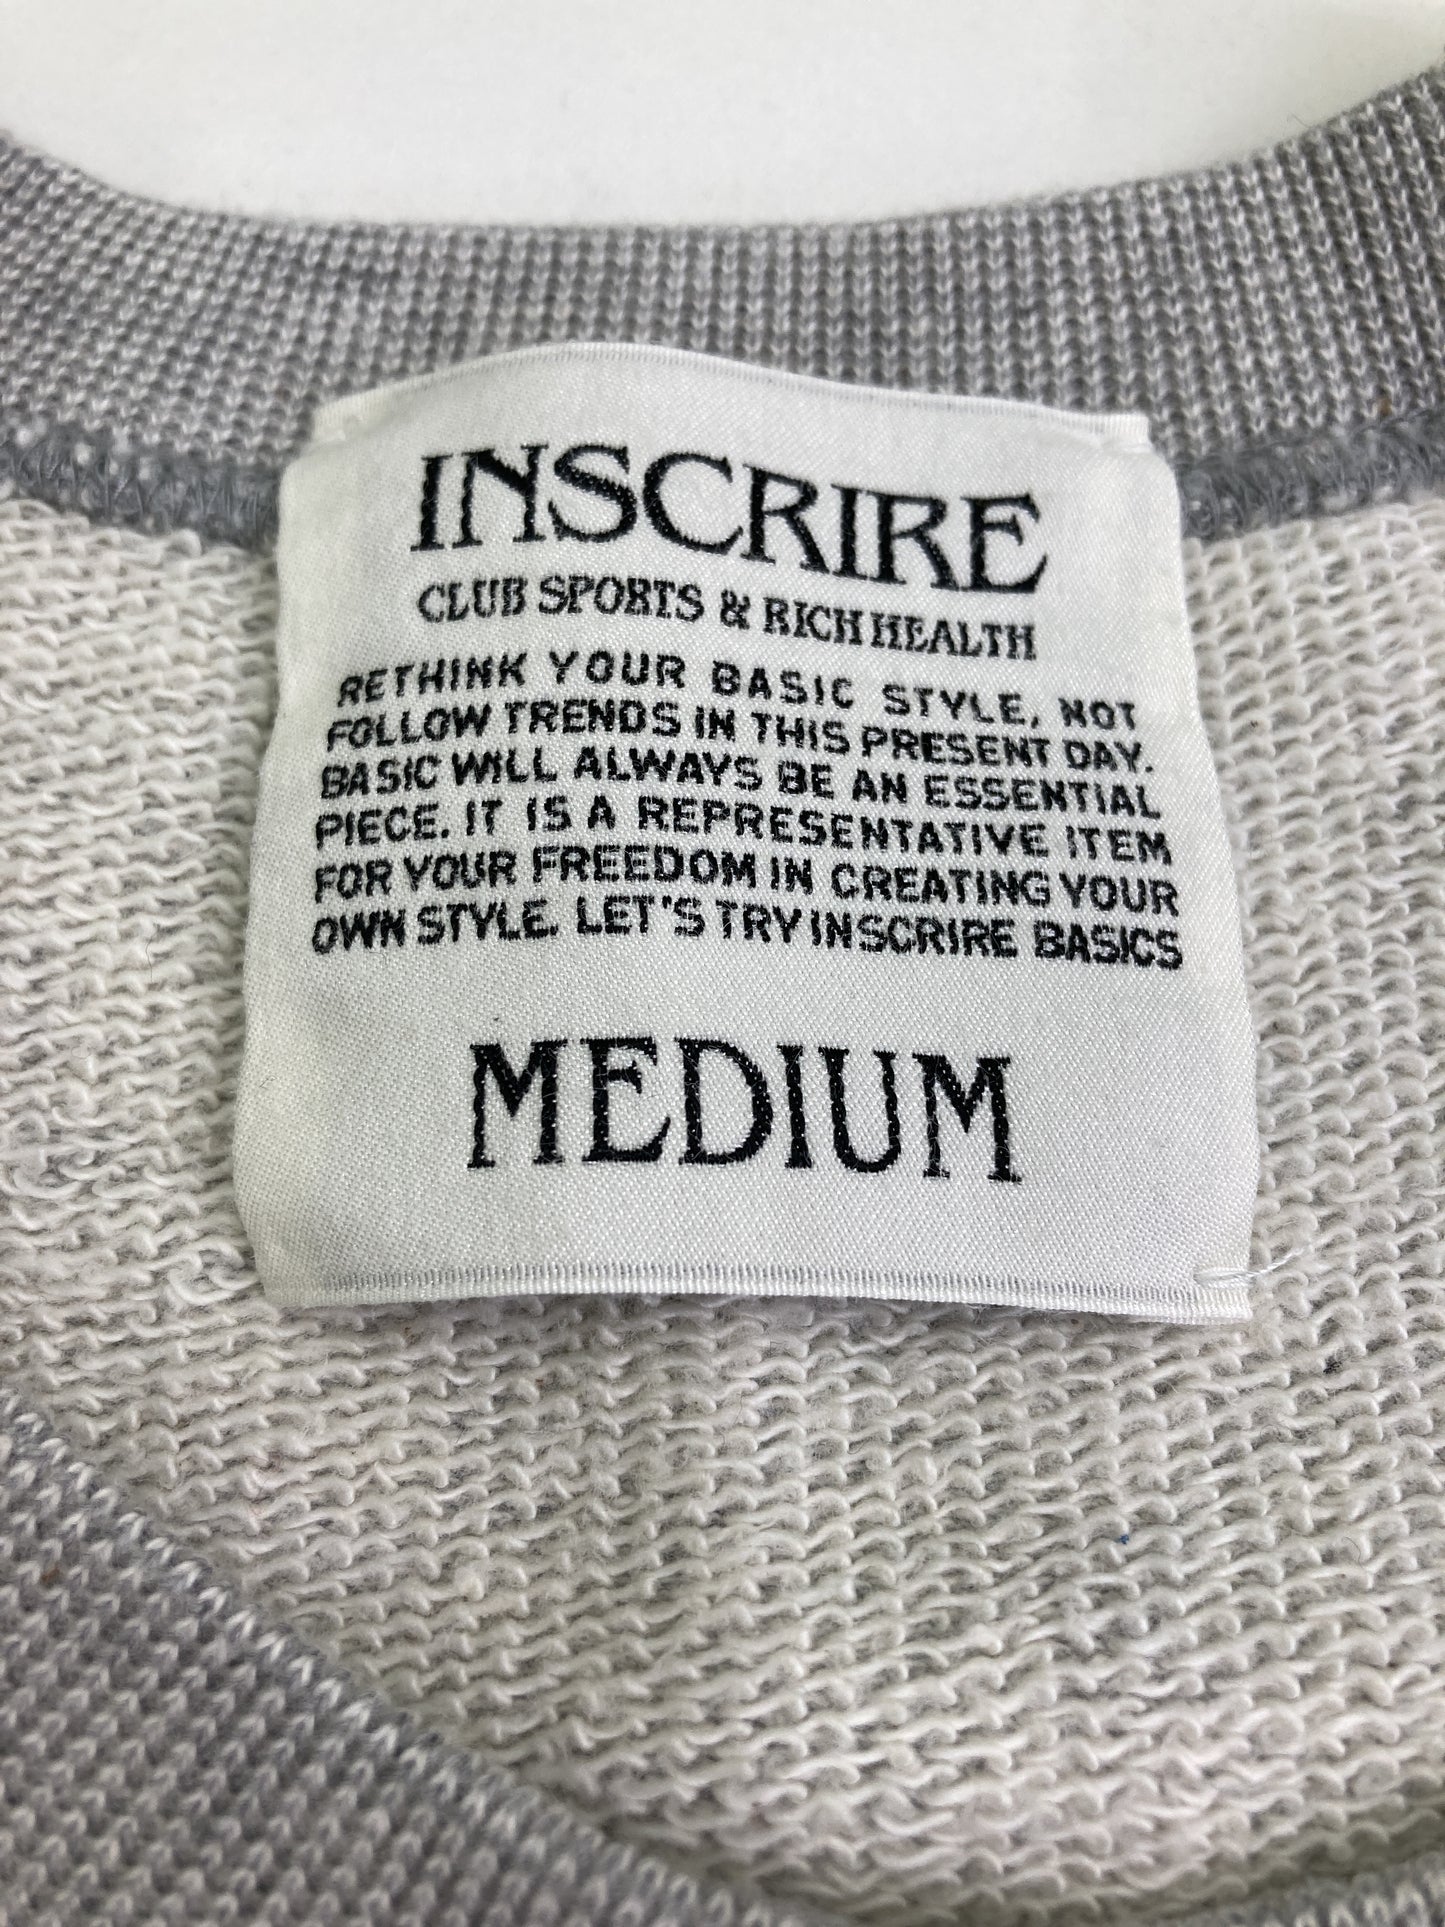 INSCRIRE
CLUB SPORTS & RICH HEALTH
RETHINK YOUR BASIC STYLE, NOT
FOLLOW TRENDS IN THIS PRESENT DAY.
BASIC WILL ALWAYS BE AN ESSENTIAL
PIECE. IT IS A REPRESENTATIVE ITEM
FOR YOUR FREEDOM IN CREATING YOUR
OWN STYLE. LET'S TRY INSCRIRE BASICS
MEDIUM